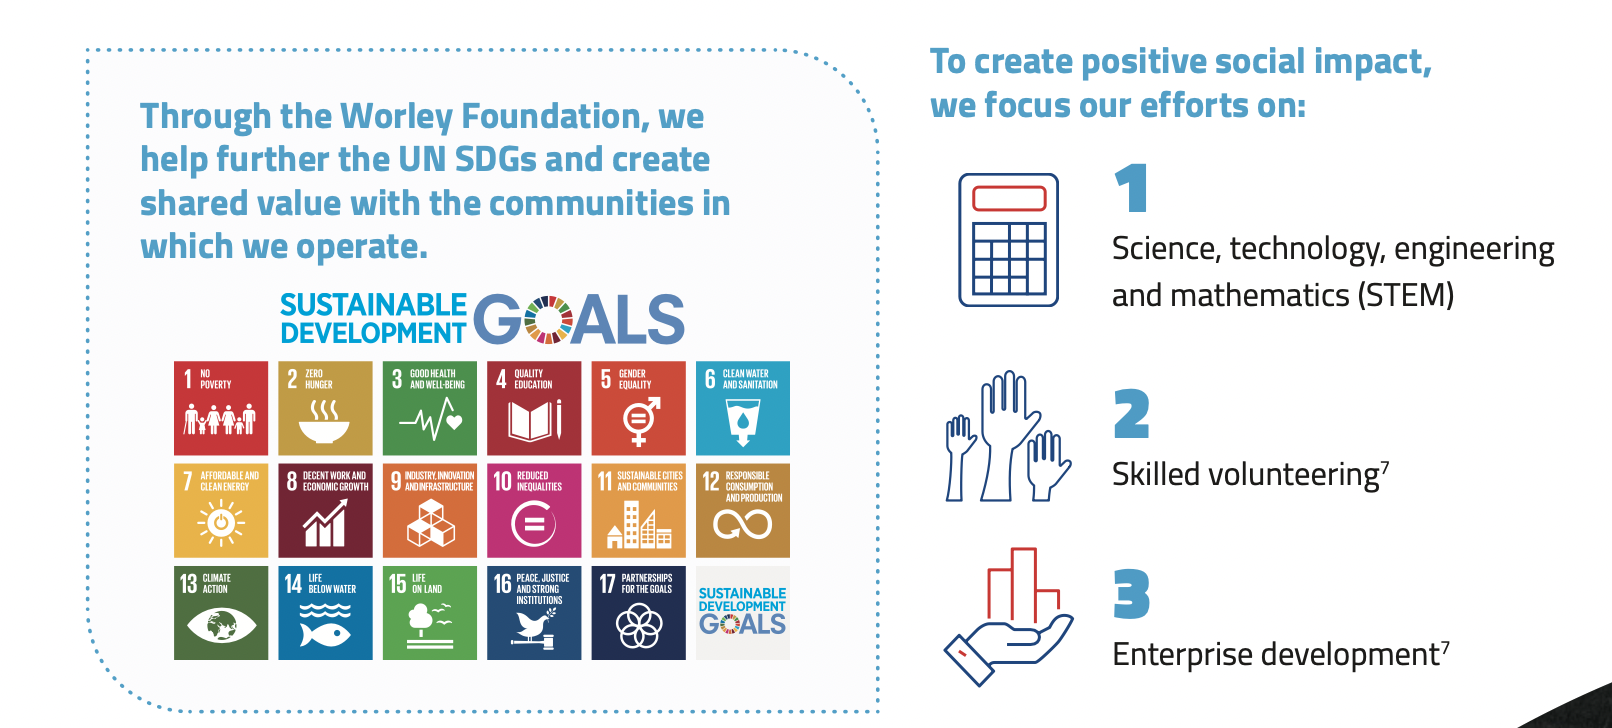 Through the Worley Foundation, we
help further the UN SDGs and create
shared value with the communities in
which we operate.
SUSTAINABLE
DEVELOPMENT
GOALS
1 NO
POVERTY
2 ZERO
HUNGER
3 GOOD HEALTH
AND WELL-BEING
4 QUALITY
EDUCATION
5 GENDER
EQUALITY
6 CLEAN WATER
AND SANITATION
7 AFFORDABLE AND
CLEAN ENERGY
8 DECENT WORK AND
ECONOMIC GROWTH
9 INDUSTRY, INNOVATION
AND INFRASTRUCTURE
10 REDUCED
INEQUALITIES
11 SUSTAINABLE CITIES
AND COMMUNITIES
12 RESPONSIBLE
CONSUMPTION
AND PRODUCTION
13 CLIMATE
ACTION
14 LIFE
BELOW WATER
15 LIFE
ON LAND
16 PEACE, JUSTICE
AND STRONG
INSTITUTIONS
17 PARTNERSHIPS
FOR THE GOALS
SUSTAINABLE
DEVELOPMENT
GOALS
To create positive social impact,
we focus our efforts on:
1
Science, technology, engineering
and mathematics (STEM)
2
Skilled volunteering⁷
3
Enterprise development⁷